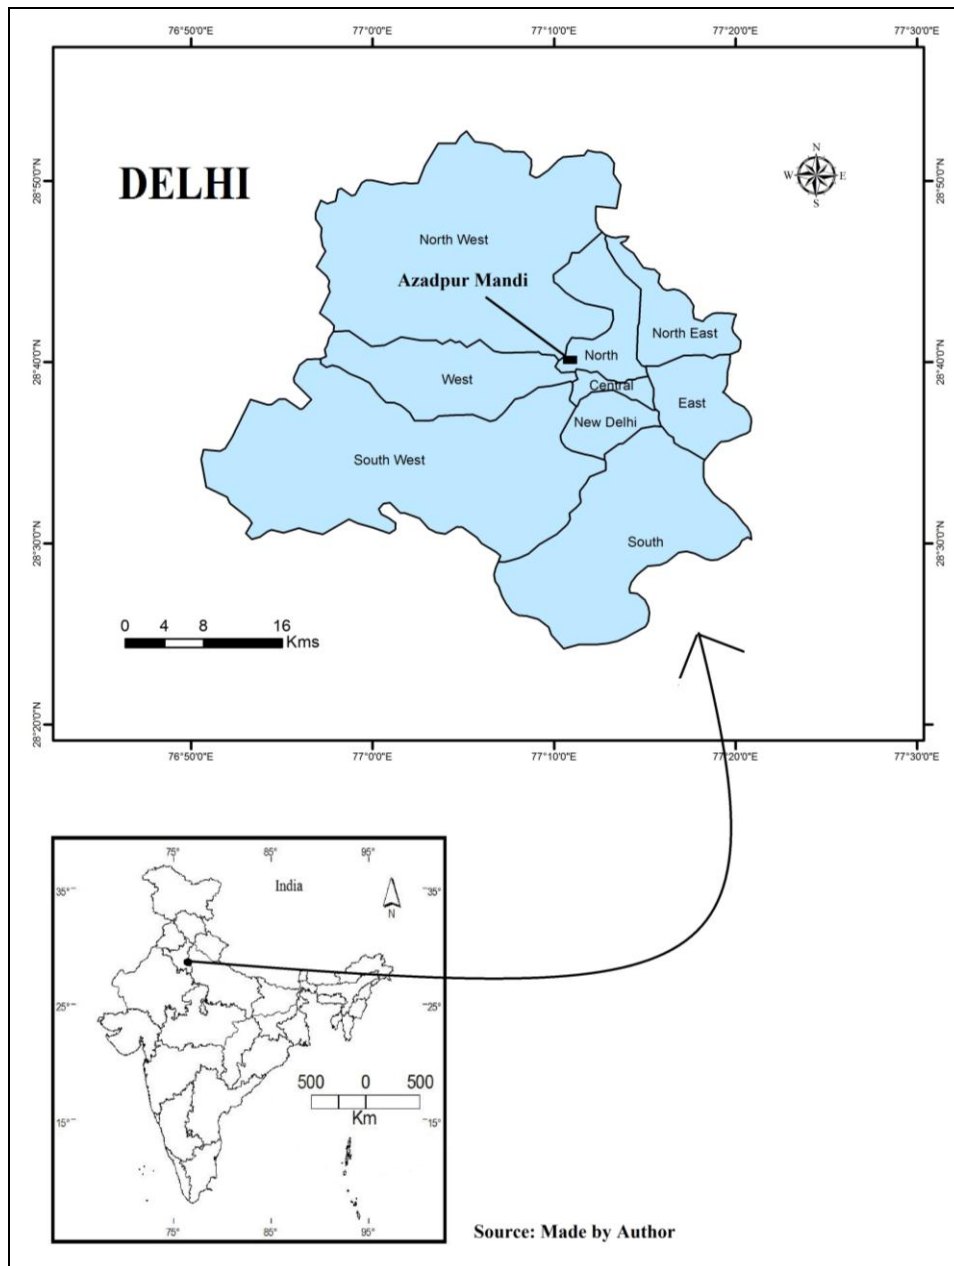 76°50'0"E 77°0'0"E 77°10'0"E 77°20'0"E 77°30'0"E
28°50'0"N 28°50'0"N
DELHI
N
W E
S
North West
Azadpur Mandi
North East
28°40'0"N 28°40'0"N
North
West
Central
East
New Delhi
South West
28°30'0"N 28°30'0"N
South
0 4 8 16
Kms
28°20'0"N 28°20'0"N
76°50'0"E 77°0'0"E 77°10'0"E 77°20'0"E 77°30'0"E
75° 85° 95°
India
35° 35°
N
25° 25°
500 0 500
Km
15° 15°
75° 85° 95°
Source: Made by Author